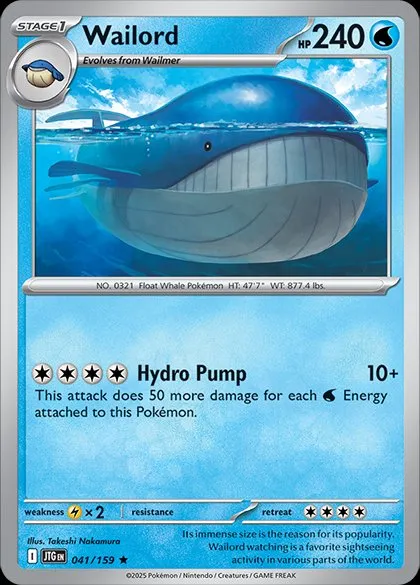 STAGE 1
Wailord
HP 240
Evolves from Wailmer
NO. 0321 Float Whale Pokémon HT: 47'7" WT: 877.4 lbs.
Hydro Pump 10+
This attack does 50 more damage for each Energy
attached to this Pokémon.
weakness ×2 resistance retreat
Illus. Takeshi Nakamura
I JTG EN 041/159 ★
Its immense size is the reason for its popularity.
Wailord watching is a favorite sightseeing
activity in various parts of the world.
©2025 Pokémon / Nintendo / Creatures / GAME FREAK